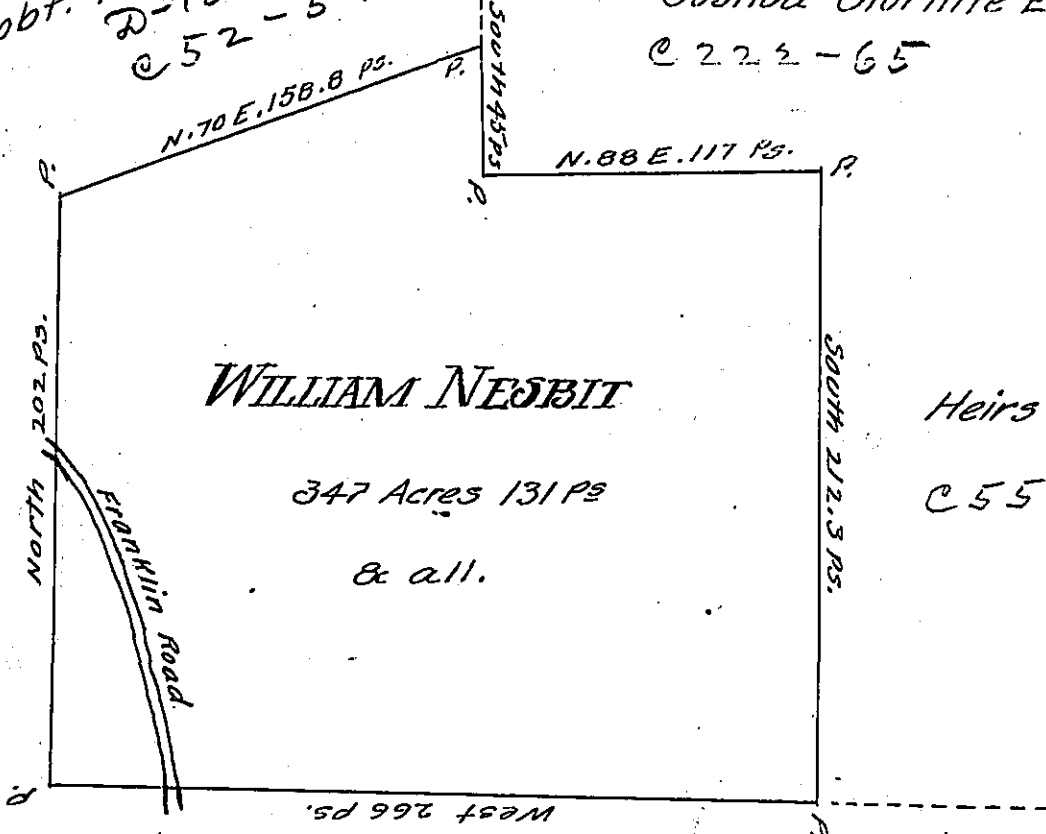 obt.
C 52 - 5
C 222 - 65
N. 70 E. 158.8 Ps.
P.
South 45 Ps
N. 88 E. 117 Ps.
P.
P.
P.
North 202 Ps.
WILLIAM NESBIT
347 Acres 131 Ps
& all.
South 212.3 Ps.
Heirs
C 55
Franklin Road
P.
West 266 Ps.
P.